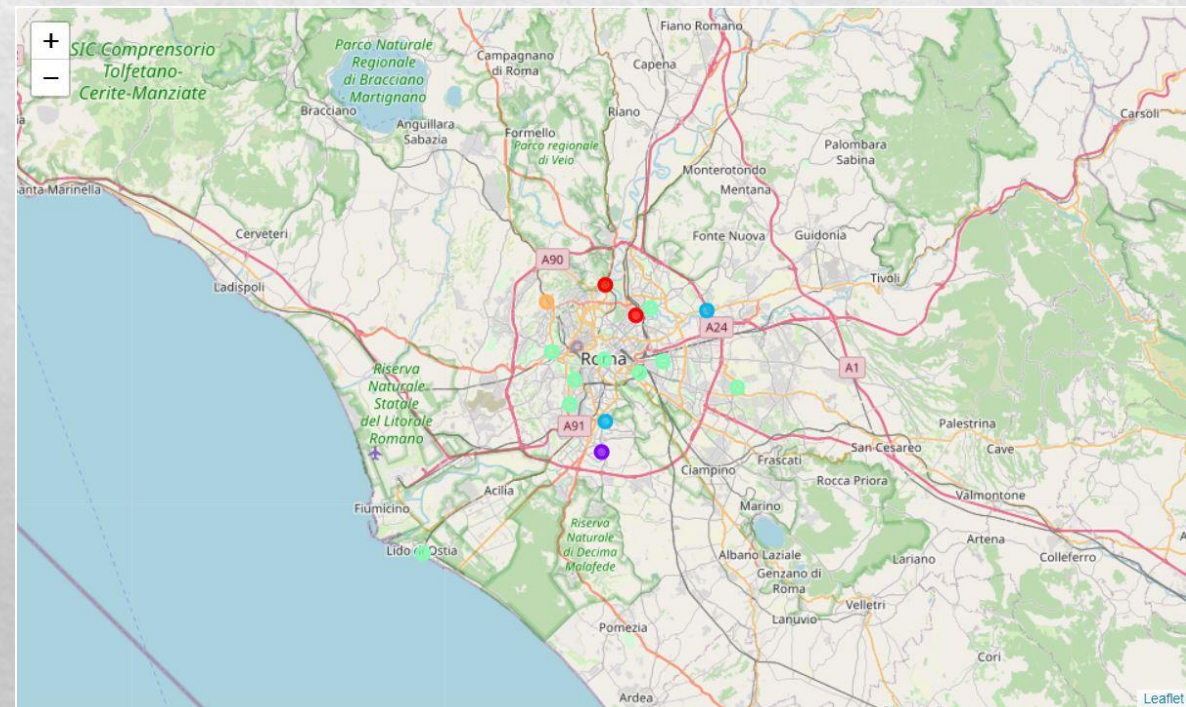 +
−
SIC Comprensorio
Tolfetano-
Cerite-Manziate
Parco Naturale
Regionale
di Bracciano
Martignano
Bracciano
Anguillara
Sabazia
Campagnano
di Roma
Fiano Romano
Capena
Riano
Formello
Parco regionale
di Veio
Monterotondo
Mentana
Palombara
Sabina
Carsoli
Santa Marinella
Cerveteri
Ladispoli
A90
Fonte Nuova
Guidonia
Tivoli
A24
Roma
A1
Riserva
Naturale
Statale
del Litorale
Romano
A91
Palestrina
San Cesareo
Cave
Ciampino
Frascati
Rocca Priora
Valmontone
Acilia
Fiumicino
Marino
Riserva
Naturale
di Decima
Malafede
Lido di Ostia
Albano Laziale
Genzano di
Roma
Lariano
Artena
Colleferro
Velletri
Lanuvio
Pomezia
Cori
Ardea
Leaflet